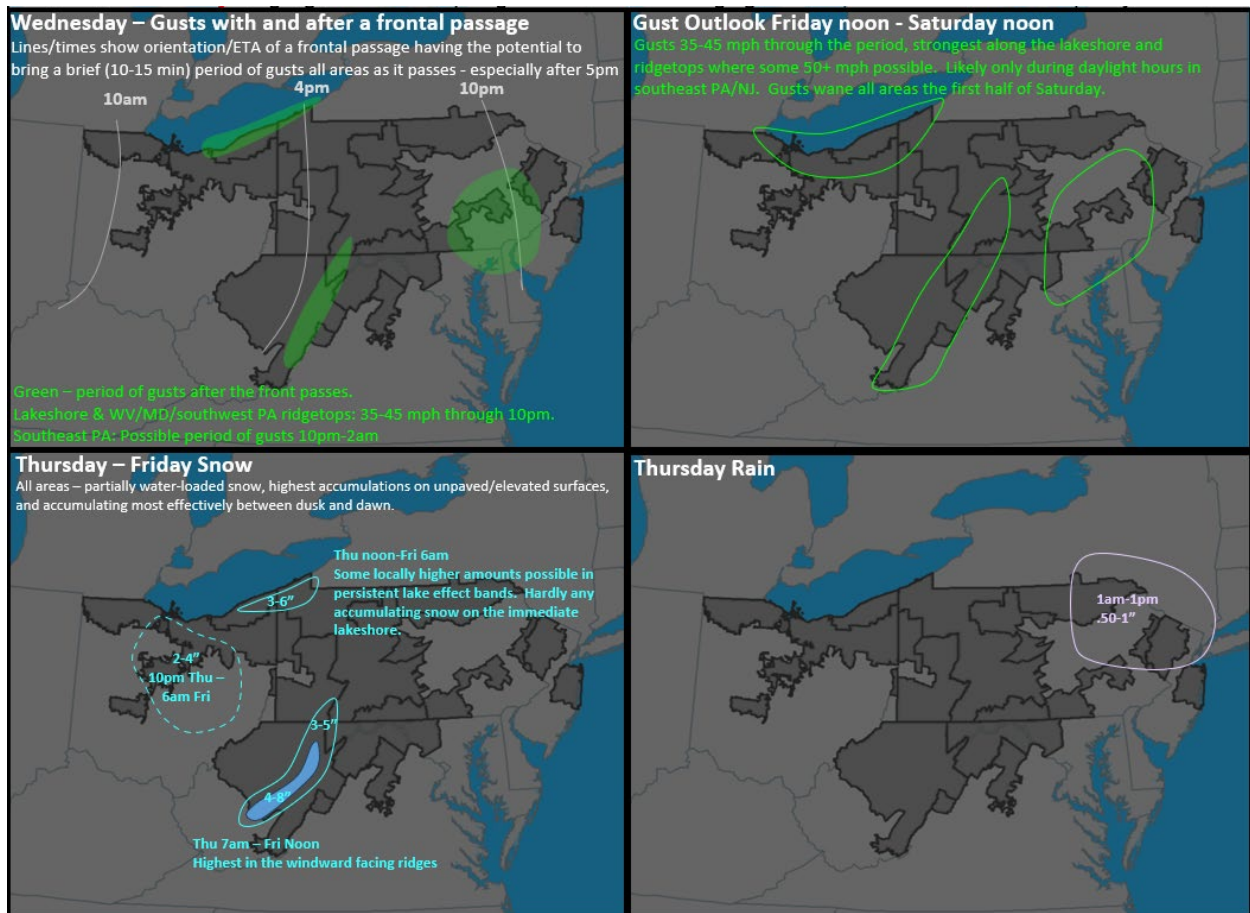 Wednesday – Gusts with and after a frontal passage
Lines/times show orientation/ETA of a frontal passage having the potential to
bring a brief (10-15 min) period of gusts all areas as it passes - especially after 5pm
10am
4pm
10pm
Green – period of gusts after the front passes.
Lakeshore & WV/MD/southwest PA ridgetops: 35-45 mph through 10pm.
Southeast PA: Possible period of gusts 10pm-2am
Gust Outlook Friday noon - Saturday noon
Gusts 35-45 mph through the period, strongest along the lakeshore and
ridgetops where some 50+ mph possible. Likely only during daylight hours in
southeast PA/NJ. Gusts wane all areas the first half of Saturday.
Thursday – Friday Snow
All areas – partially water-loaded snow, highest accumulations on unpaved/elevated surfaces,
and accumulating most effectively between dusk and dawn.
Thu noon-Fri 6am
Some locally higher amounts possible in
persistent lake effect bands. Hardly any
accumulating snow on the immediate
lakeshore.
3-6”
2-4”
10pm Thu –
6am Fri
3-5”
4-8”
Thu 7am – Fri Noon
Highest in the windward facing ridges
Thursday Rain
1am-1pm
.50-1”